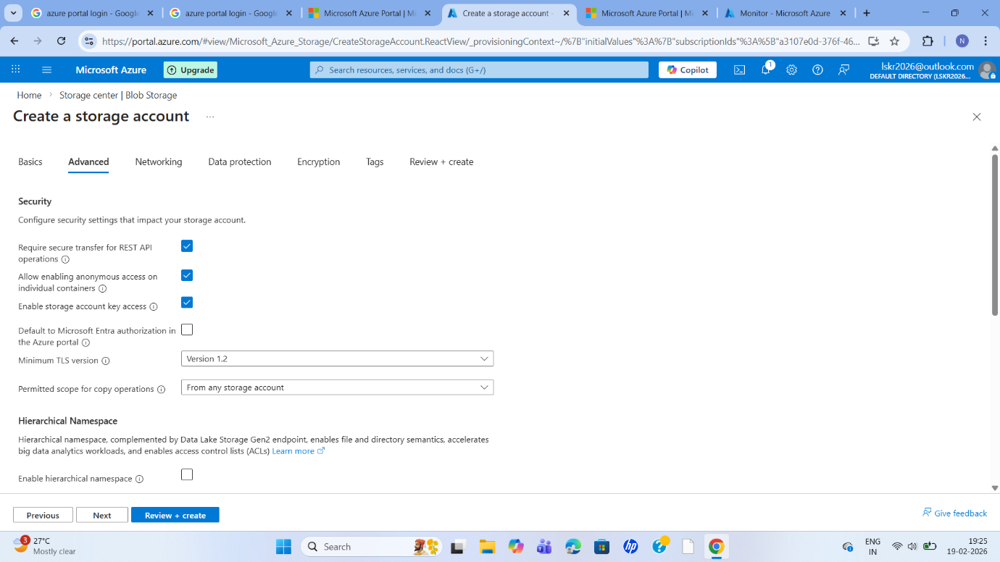 azure portal login - Google
azure portal login - Google
Microsoft Azure Portal | Mi
Create a storage account -
Microsoft Azure Portal | Mi
Monitor - Microsoft Azure
https://portal.azure.com/#view/Microsoft_Azure_Storage/CreateStorageAccount.ReactView/_provisioningContext~/%7B"initialValues"%3A%7B"subscriptionIds"%3A%5B"a3107e0d-376f-46...
N
Microsoft Azure
Upgrade
Search resources, services, and docs (G+/)
Copilot
1
lskr2026@outlook.com
DEFAULT DIRECTORY (LSKR2026...
Home > Storage center | Blob Storage
Create a storage account ...
Basics Advanced Networking Data protection Encryption Tags Review + create
Security
Configure security settings that impact your storage account.
Require secure transfer for REST API
operations
Allow enabling anonymous access on
individual containers
Enable storage account key access
Default to Microsoft Entra authorization in
the Azure portal
Minimum TLS version
Version 1.2
Permitted scope for copy operations
From any storage account
Hierarchical Namespace
Hierarchical namespace, complemented by Data Lake Storage Gen2 endpoint, enables file and directory semantics, accelerates
big data analytics workloads, and enables access control lists (ACLs) Learn more
Enable hierarchical namespace
Previous
Next
Review + create
Give feedback
3
27°C
Mostly clear
Search
hp
ENG
IN
19:25
19-02-2026